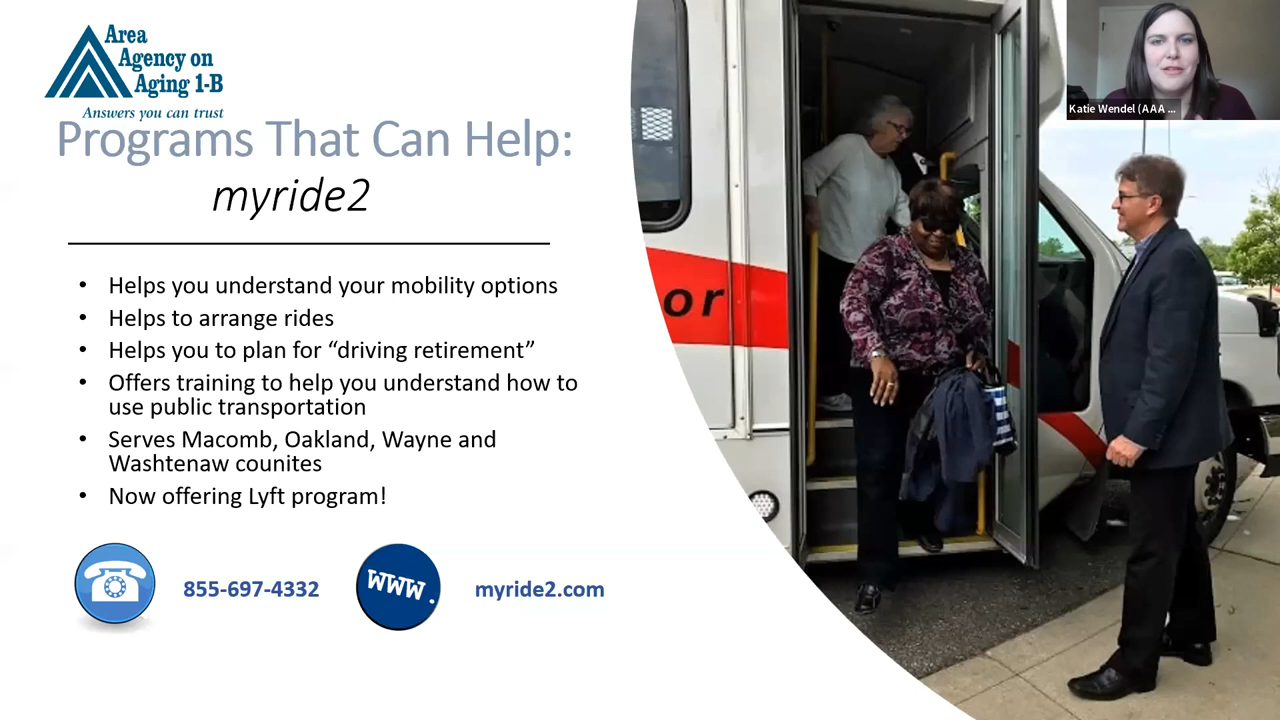 Area
Agency on
Aging 1-B
Answers you can trust
Programs That Can Help:
myride2
• Helps you understand your mobility options
• Helps to arrange rides
• Helps you to plan for “driving retirement”
• Offers training to help you understand how to
use public transportation
• Serves Macomb, Oakland, Wayne and
Washtenaw counites
• Now offering Lyft program!
855-697-4332
www.
myride2.com
or
Katie Wendel (AAA ...